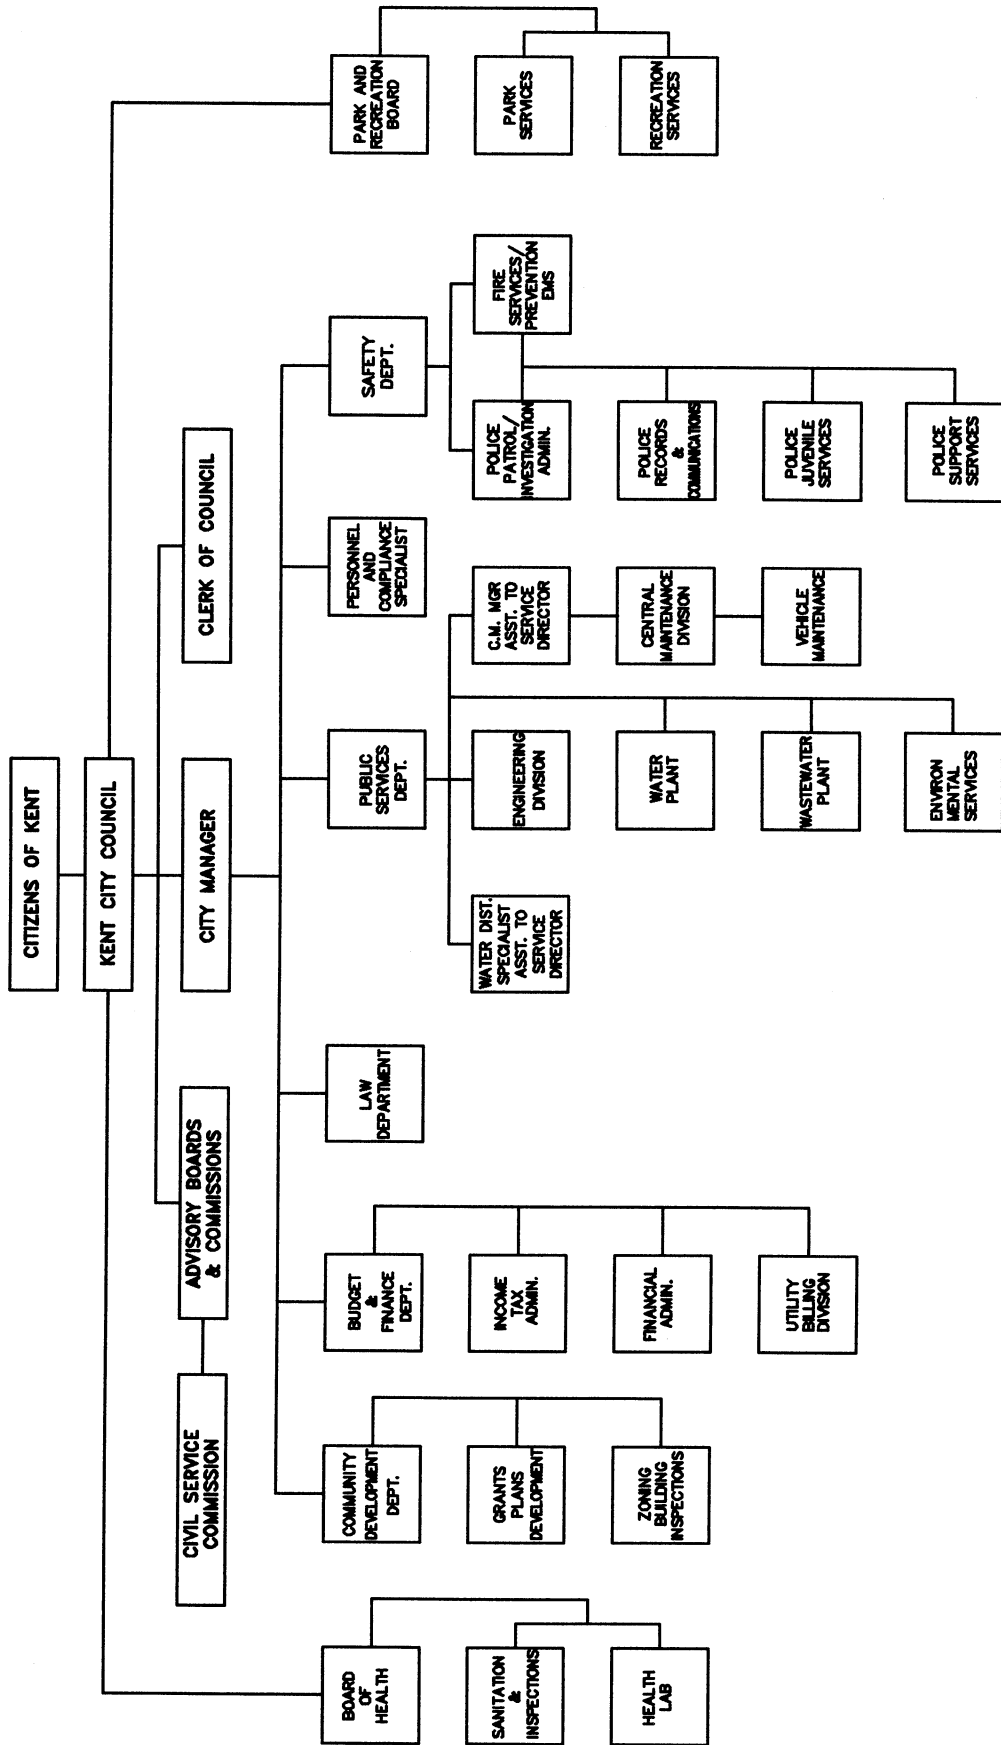 CITIZENS OF KENT
KENT CITY COUNCIL
CIVIL SERVICE
COMMISSION
ADVISORY BOARDS
& COMMISSIONS
CITY MANAGER
CLERK OF COUNCIL
BOARD
OF
HEALTH
COMMUNITY
DEVELOPMENT
DEPT.
BUDGET
&
FINANCE
DEPT.
LAW
DEPARTMENT
PUBLIC
SERVICES
DEPT.
PERSONNEL
AND
COMPLIANCE
SPECIALIST
SAFETY
DEPT.
PARK AND
RECREATION
BOARD
SANITATION
&
INSPECTIONS
GRANTS
PLANS
DEVELOPMENT
INCOME
TAX
ADMIN.
WATER DIST.
SPECIALIST
ASST. TO
SERVICE
DIRECTOR
ENGINEERING
DIVISION
C.M. MGR
ASST. TO
SERVICE
DIRECTOR
POLICE
PATROL/
INVESTIGATION
ADMIN.
FIRE
SERVICES/
PREVENTION
EMS
PARK
SERVICES
HEALTH
LAB
ZONING
BUILDING
INSPECTIONS
FINANCIAL
ADMIN.
WATER
PLANT
CENTRAL
MAINTENANCE
DIVISION
POLICE
RECORDS
&
COMMUNICATIONS
RECREATION
SERVICES
UTILITY
BILLING
DIVISION
WASTEWATER
PLANT
VEHICLE
MAINTENANCE
POLICE
JUVENILE
SERVICES
ENVIRON
MENTAL
SERVICES
POLICE
SUPPORT
SERVICES